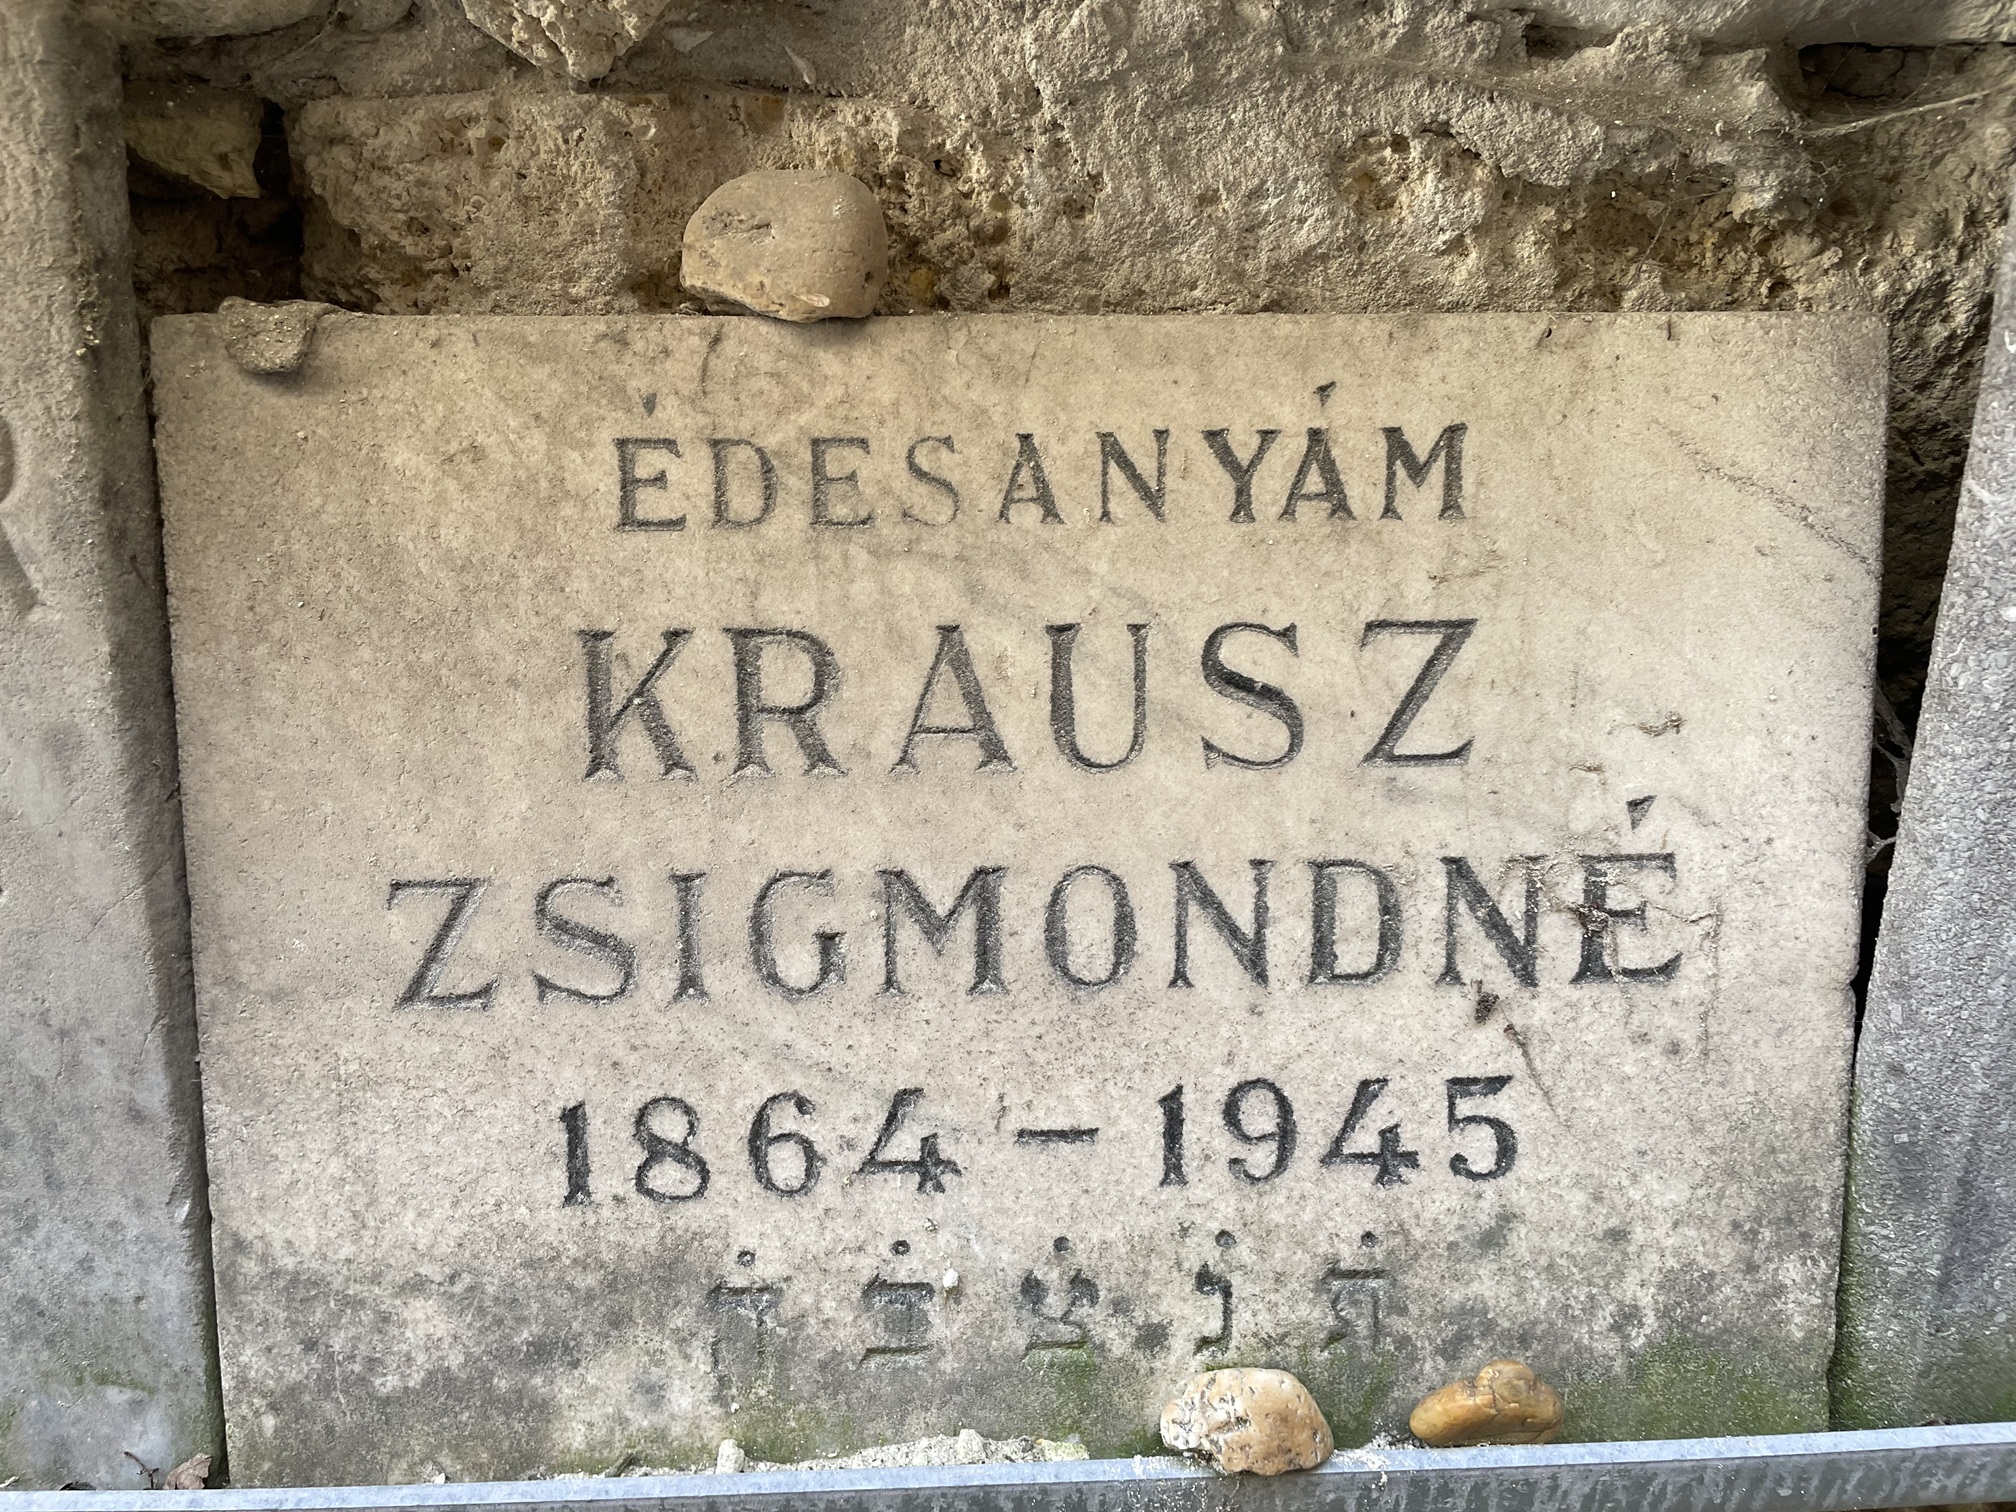 ÉDESANYÁM
KRAUSZ
ZSIGMONDNÉ
1864-1945
ת̇ נ̇ צ̇ ב̇ ה̇